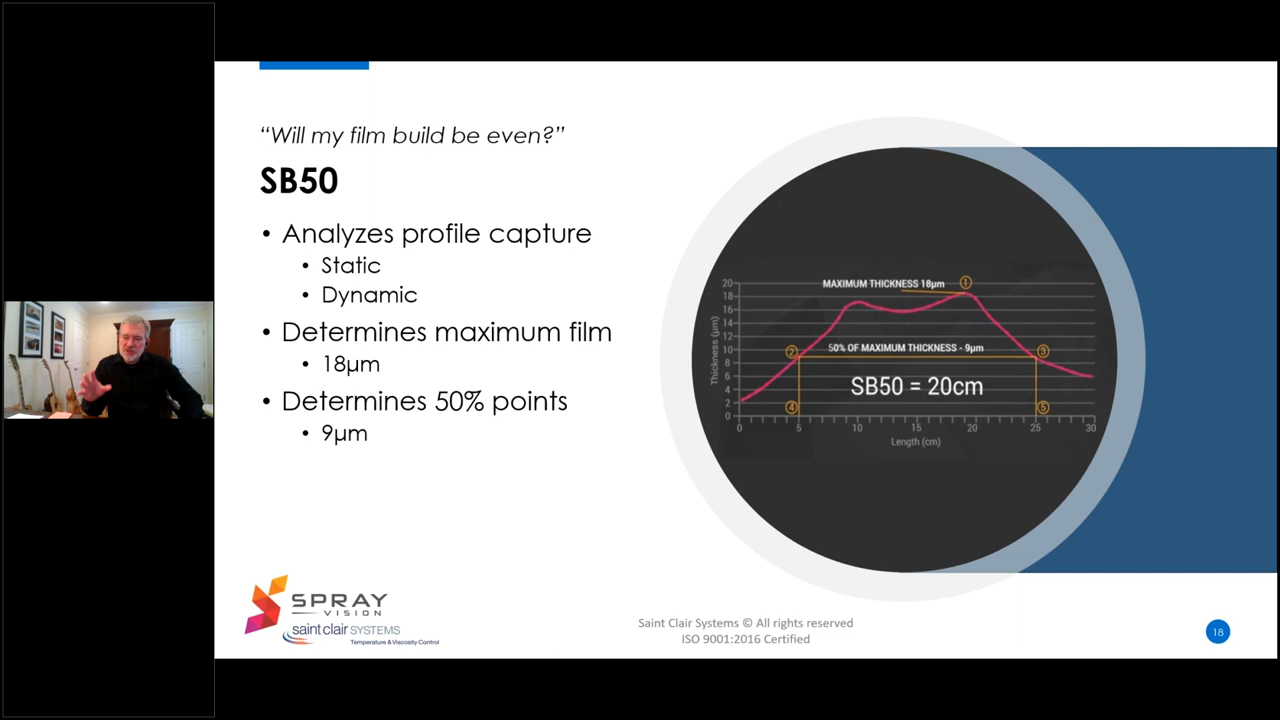 “Will my film build be even?”
SB50
• Analyzes profile capture
• Static
• Dynamic
• Determines maximum film
• 18µm
• Determines 50% points
• 9µm
MAXIMUM THICKNESS 18µm
①
50% OF MAXIMUM THICKNESS - 9µm
②
③
SB50 = 20cm
④
⑤
Thickness (µm)
20
18
16
14
12
10
8
6
4
2
0
0 5 10 15 20 25 30
Length (cm)
SPRAY
VISION
saint clair SYSTEMS
Temperature & Viscosity Control
Saint Clair Systems © All rights reserved
ISO 9001:2016 Certified
18